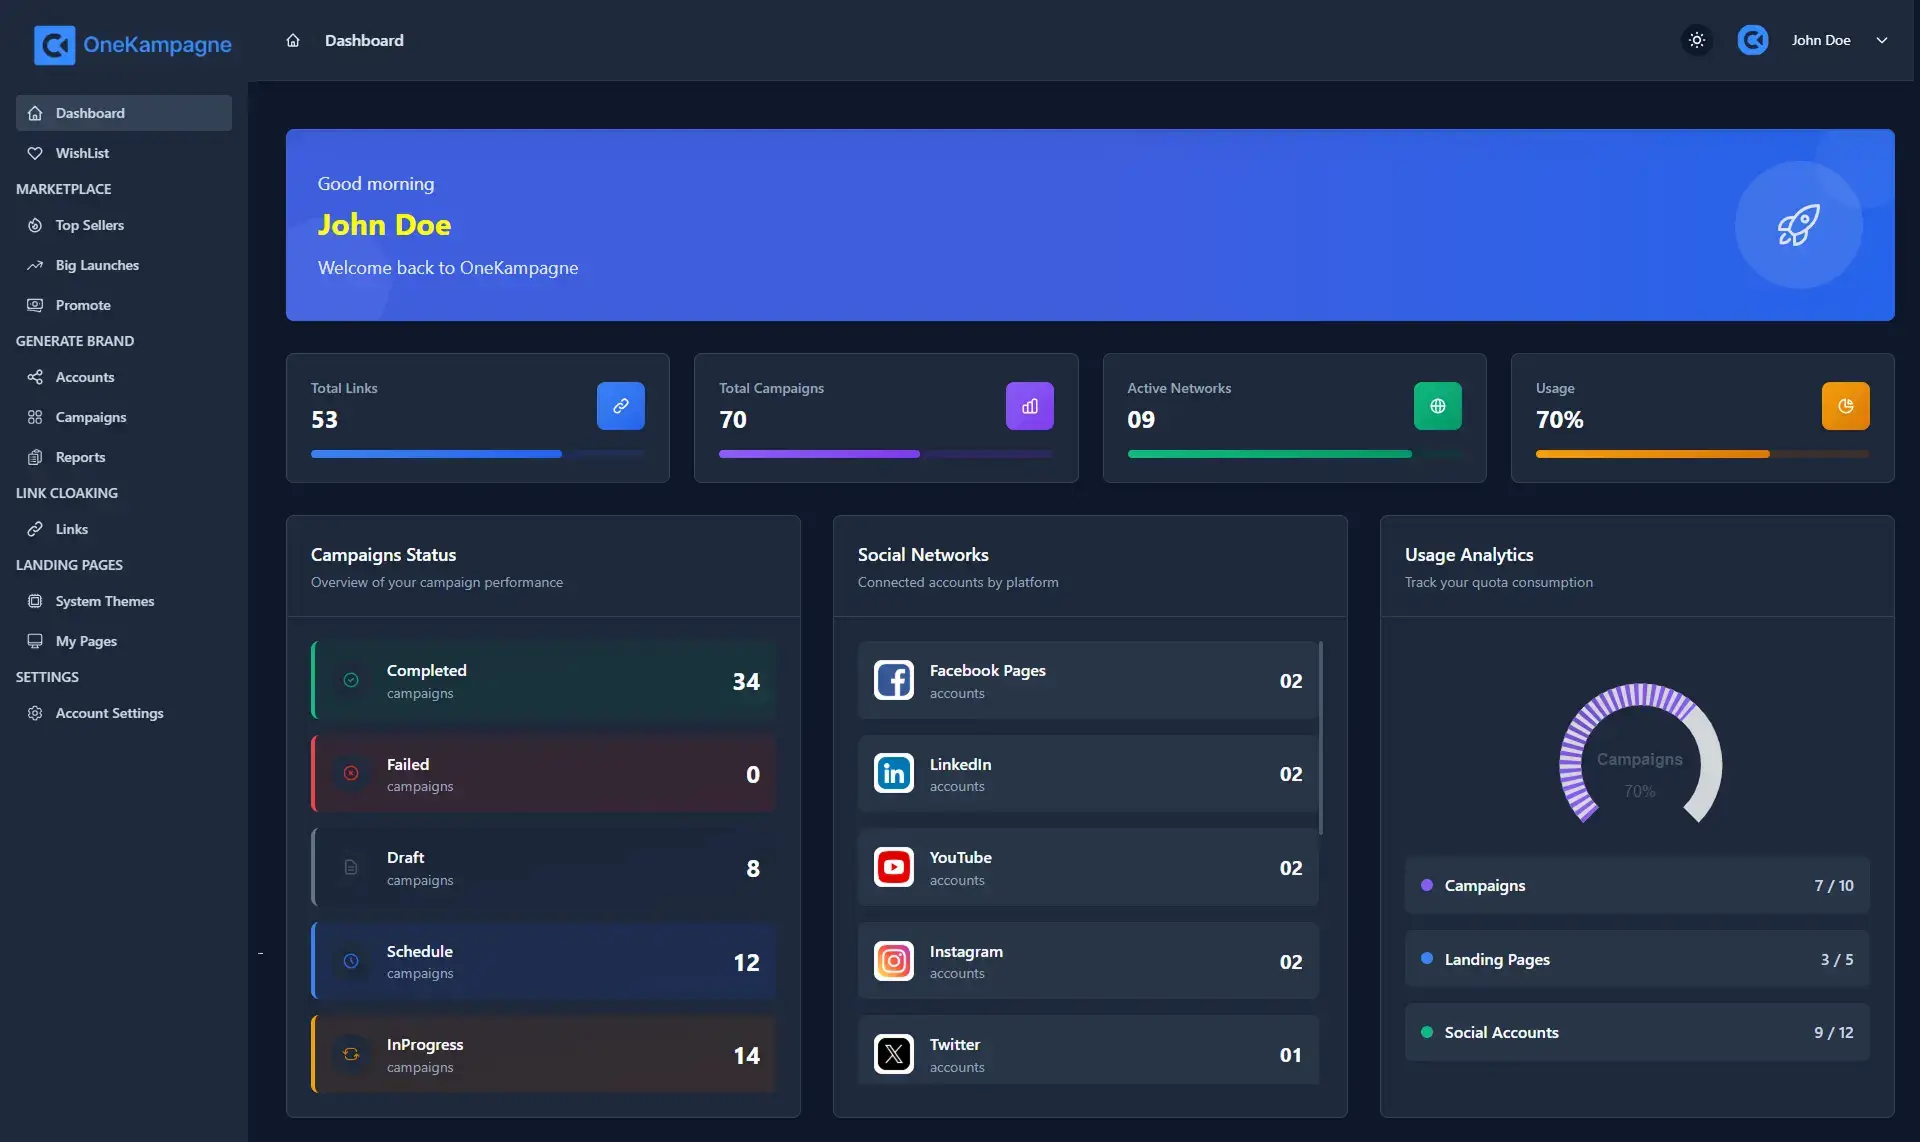 OneKampagne
Dashboard
John Doe
Dashboard
WishList
MARKETPLACE
Top Sellers
Big Launches
Promote
GENERATE BRAND
Accounts
Campaigns
Reports
LINK CLOAKING
Links
LANDING PAGES
System Themes
My Pages
SETTINGS
Account Settings
Good morning
John Doe
Welcome back to OneKampagne
Total Links
53
Total Campaigns
70
Active Networks
09
Usage
70%
Campaigns Status
Overview of your campaign performance
Completed
campaigns
34
Failed
campaigns
0
Draft
campaigns
8
Schedule
campaigns
12
InProgress
campaigns
14
Social Networks
Connected accounts by platform
Facebook Pages
accounts
02
LinkedIn
accounts
02
YouTube
accounts
02
Instagram
accounts
02
Twitter
accounts
01
Usage Analytics
Track your quota consumption
Campaigns
70%
Campaigns
7 / 10
Landing Pages
3 / 5
Social Accounts
9 / 12